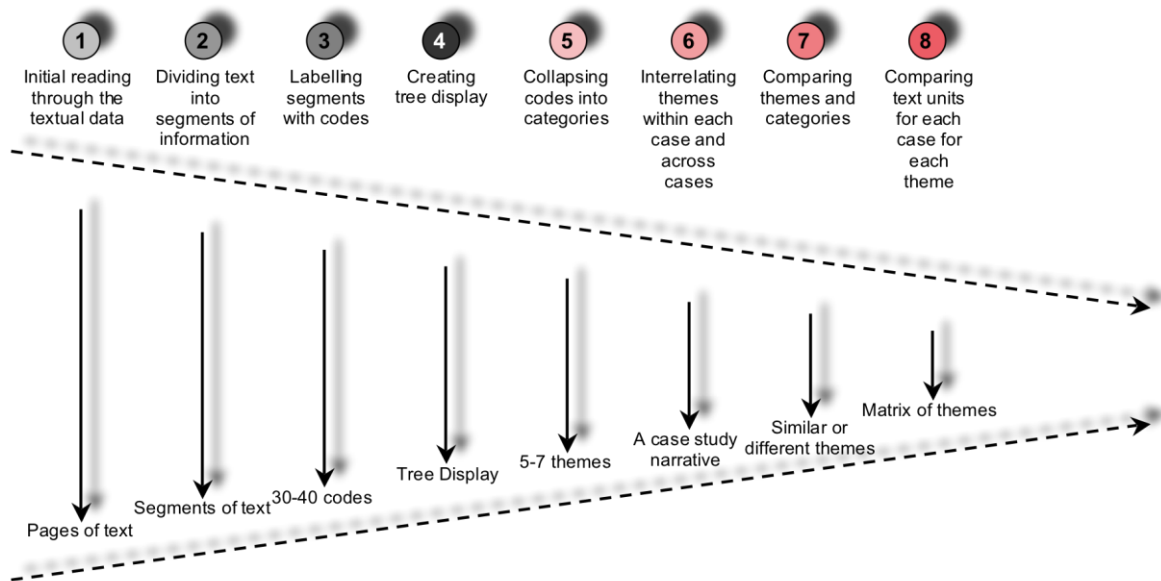 1
Initial reading
through the
textual data
2
Dividing text
into
segments of
information
3
Labelling
segments
with codes
4
Creating
tree display
5
Collapsing
codes into
categories
6
Interrelating
themes
within each
case and
across
cases
7
Comparing
themes and
categories
8
Comparing
text units
for each
case for
each
theme
Pages of text
Segments of text
30-40 codes
Tree Display
5-7 themes
A case study
narrative
Similar or
different themes
Matrix of themes